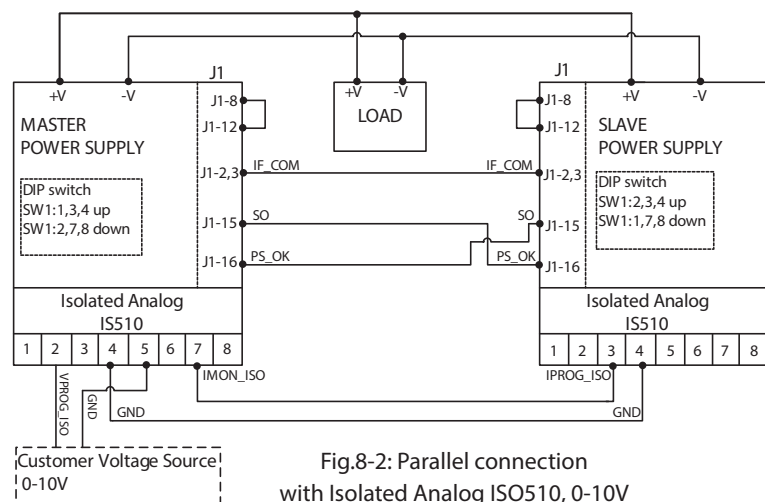 J1
J1
+V
-V
+V
-V
+V
-V
MASTER
POWER SUPPLY
J1-8
J1-12
LOAD
J1-8
J1-12
SLAVE
POWER SUPPLY
DIP switch
SW1:1,3,4 up
SW1:2,7,8 down
J1-2,3
IF_COM
IF_COM
J1-2,3
DIP switch
SW1:2,3,4 up
SW1:1,7,8 down
J1-15
SO
SO
J1-15
J1-16
PS_OK
PS_OK
J1-16
Isolated Analog
IS510
Isolated Analog
IS510
1 2 3 4 5 6 7 8
1 2 3 4 5 6 7 8
VPROG_ISO
GND
GND
IMON_ISO
IPROG_ISO
GND
Customer Voltage Source
0-10V
Fig.8-2: Parallel connection
with Isolated Analog ISO510, 0-10V